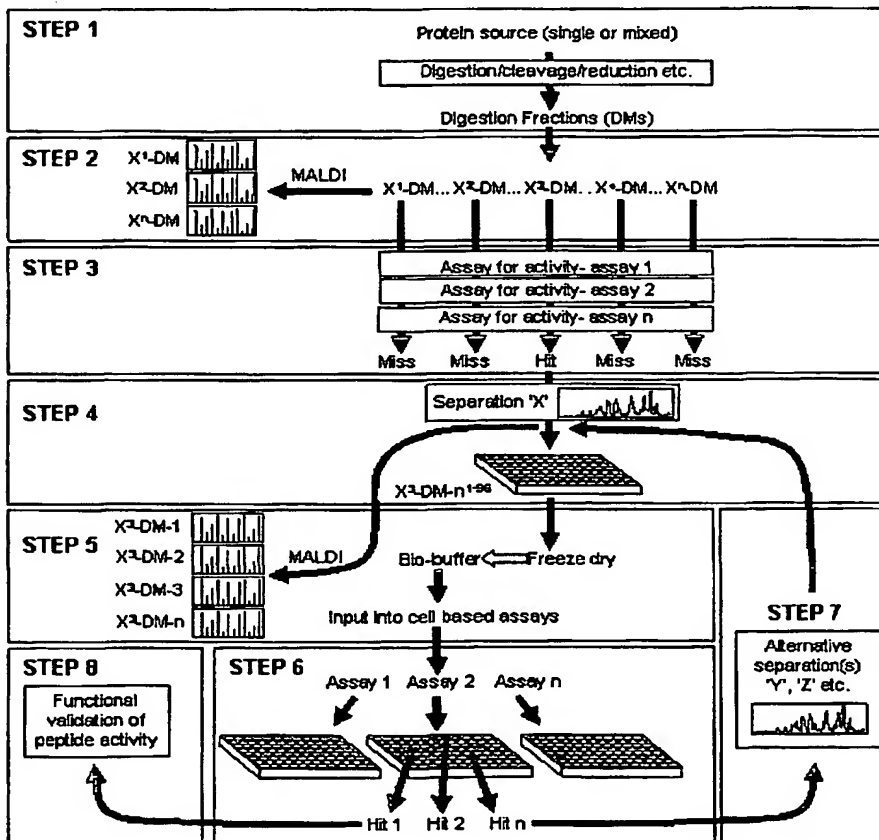 STEP 1
Protein source (single or mixed)
Digestion/cleavage/reduction etc.
Digestion Fractions (DMs)
STEP 2
X¹-DM
X²-DM
Xⁿ-DM
MALDI
X¹-DM... X²-DM... X³-DM. . X⁴-DM... Xⁿ-DM
STEP 3
Assay for activity- assay 1
Assay for activity- assay 2
Assay for activity- assay n
Miss Miss Hit Miss Miss
STEP 4
Separation 'X'
X³-DM-n¹⁻⁹⁶
STEP 5
X³-DM-1
X³-DM-2
X³-DM-3
X³-DM-n
MALDI
Bio-buffer Freeze dry
Input into cell based assays
STEP 7
Alternative
separation(s)
'Y', 'Z' etc.
STEP 8
Functional
validation of
peptide activity
STEP 6
Assay 1 Assay 2 Assay n
Hit 1 Hit 2 Hit n